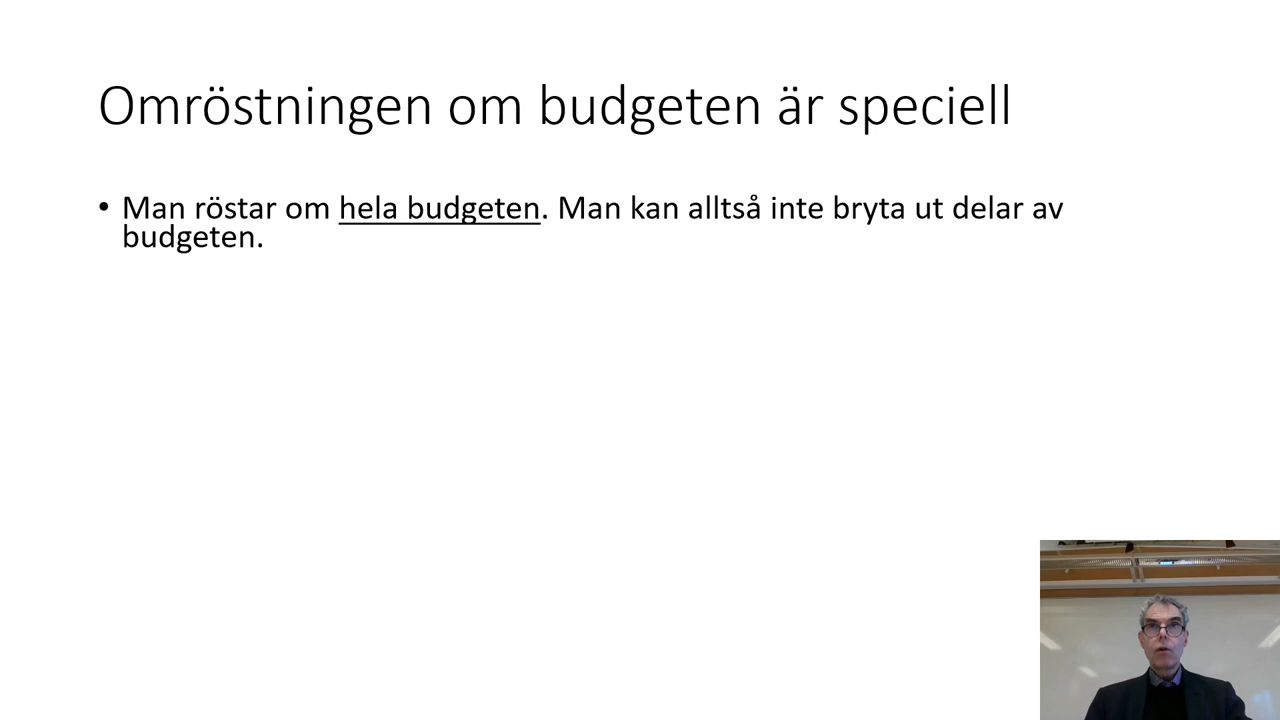 Omröstningen om budgeten är speciell
• Man röstar om hela budgeten. Man kan alltså inte bryta ut delar av
budgeten.